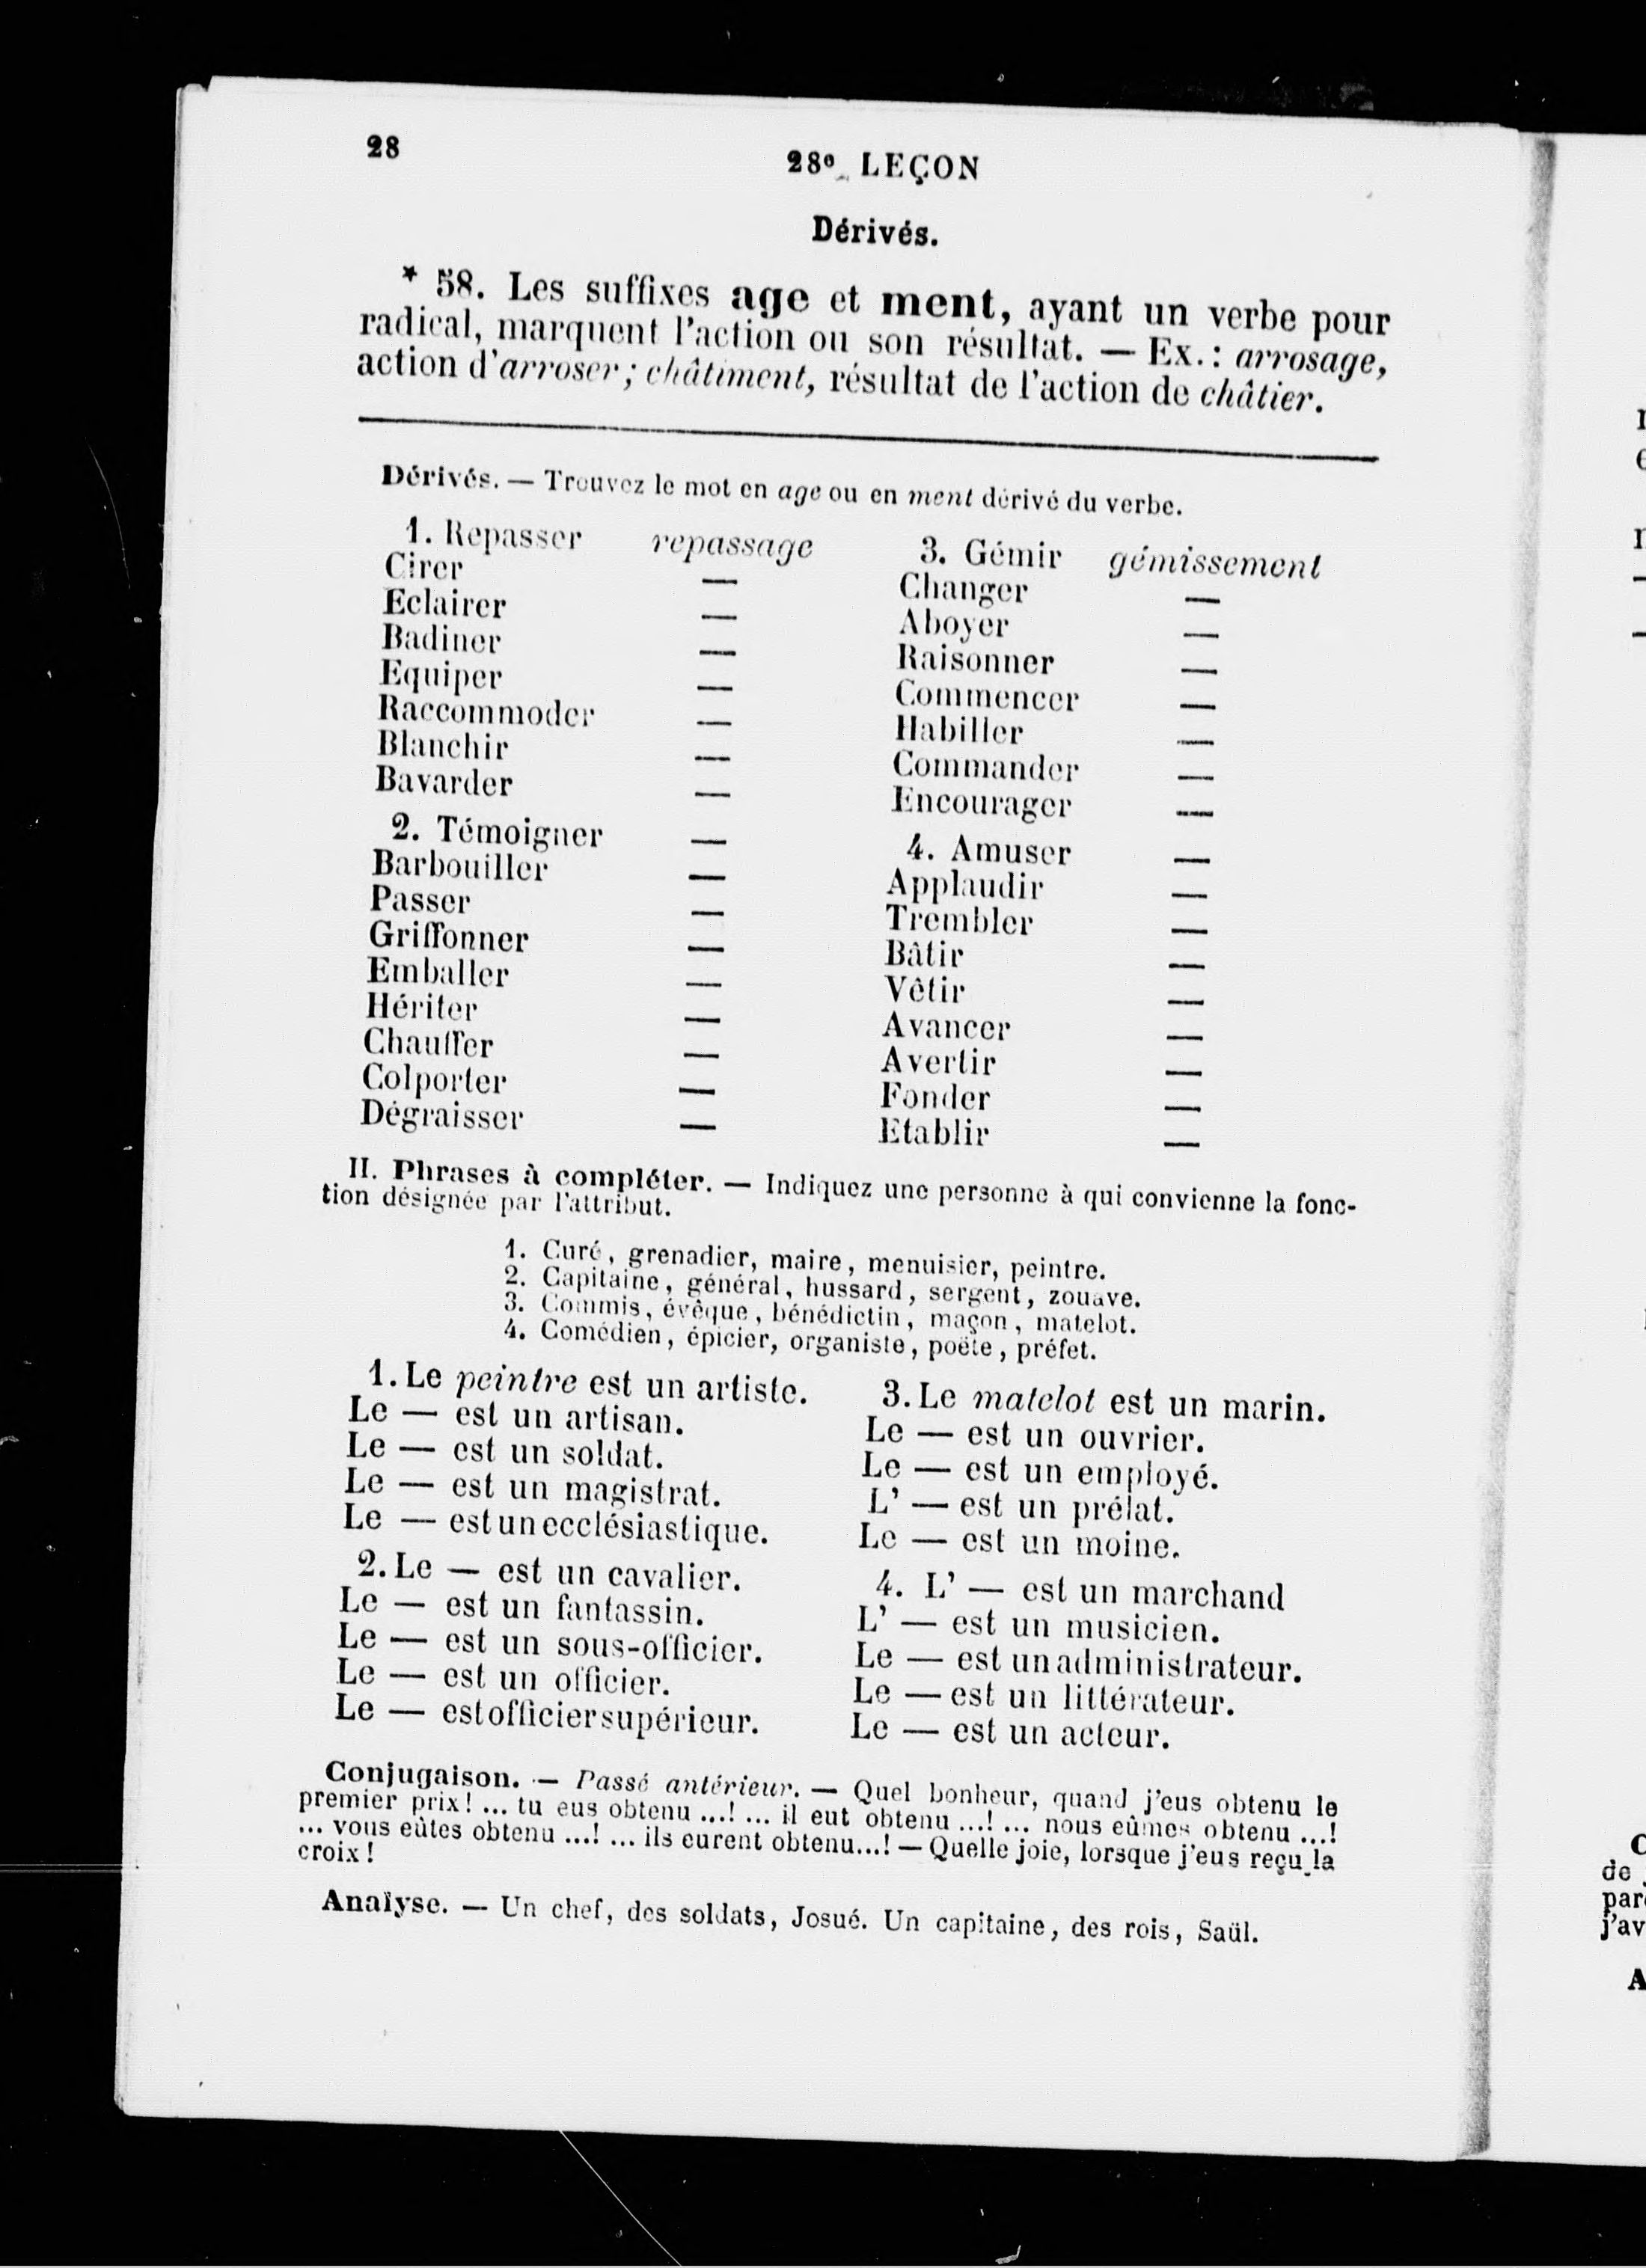 28
28e LEÇON
Dérivés.
* 58. Les suffixes age et ment, ayant un verbe pour
radical, marquent l'action ou son résultat. — Ex.: arrosage,
action d'arroser; châtiment, résultat de l'action de châtier.
Dérivés. — Trouvez le mot en age ou en ment dérivé du verbe.
1. Repasser repassage
Cirer —
Eclairer —
Badiner —
Equiper —
Raccommoder —
Blanchir —
Bavarder —
2. Témoigner —
Barbouiller —
Passer —
Griffonner —
Emballer —
Hériter —
Chauffer —
Colporter —
Dégraisser —
3. Gémir gémissement
Changer —
Aboyer —
Raisonner —
Commencer —
Habiller —
Commander —
Encourager —
4. Amuser —
Applaudir —
Trembler —
Bâtir —
Vêtir —
Avancer —
Avertir —
Fonder —
Etablir —
II. Phrases à compléter. — Indiquez une personne à qui convienne la fonc-
tion désignée par l'attribut.
1. Curé, grenadier, maire, menuisier, peintre.
2. Capitaine, général, hussard, sergent, zouave.
3. Commis, évêque, bénédictin, maçon, matelot.
4. Comédien, épicier, organiste, poëte, préfet.
1. Le peintre est un artiste.
Le — est un artisan.
Le — est un soldat.
Le — est un magistrat.
Le — est un ecclésiastique.
2. Le — est un cavalier.
Le — est un fantassin.
Le — est un sous-officier.
Le — est un officier.
Le — est officier supérieur.
3. Le matelot est un marin.
Le — est un ouvrier.
Le — est un employé.
L' — est un prélat.
Le — est un moine.
4. L' — est un marchand
L' — est un musicien.
Le — est un administrateur.
Le — est un littérateur.
Le — est un acteur.
Conjugaison. — Passé antérieur. — Quel bonheur, quand j'eus obtenu le
premier prix! ... tu eus obtenu ...! ... il eut obtenu ...! ... nous eûmes obtenu ...!
... vous eûtes obtenu ...! ... ils eurent obtenu...! — Quelle joie, lorsque j'eus reçu la
croix!
Analyse. — Un chef, des soldats, Josué. Un capitaine, des rois, Saül.
de
j'av
A